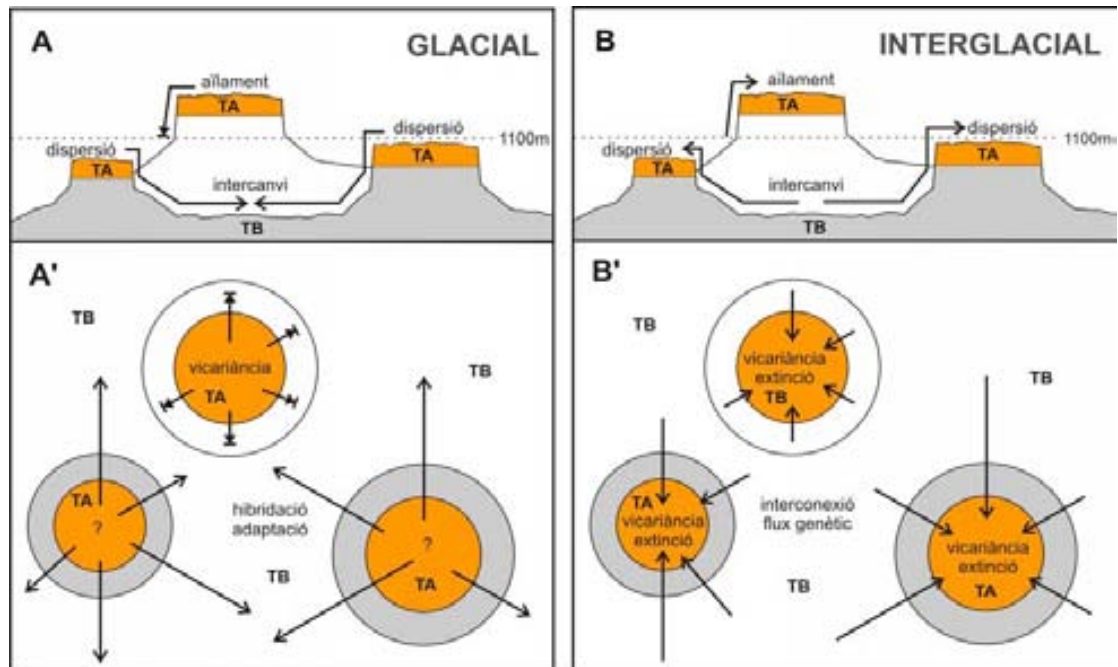 A
GLACIAL
aïllament
TA
dispersió
1100m
dispersió
TA
TA
intercanvi
TB
B
INTERGLACIAL
aïllament
TA
dispersió
1100m
dispersió
TA
TA
intercanvi
TB
A'
TB
vicariància
TA
TB
TA
?
hibridació
adaptació
TB
?
TA
B'
TB
vicariància
extinció
TB
TB
TA
vicariància
extinció
interconexió
flux genètic
TB
vicariància
extinció
TA